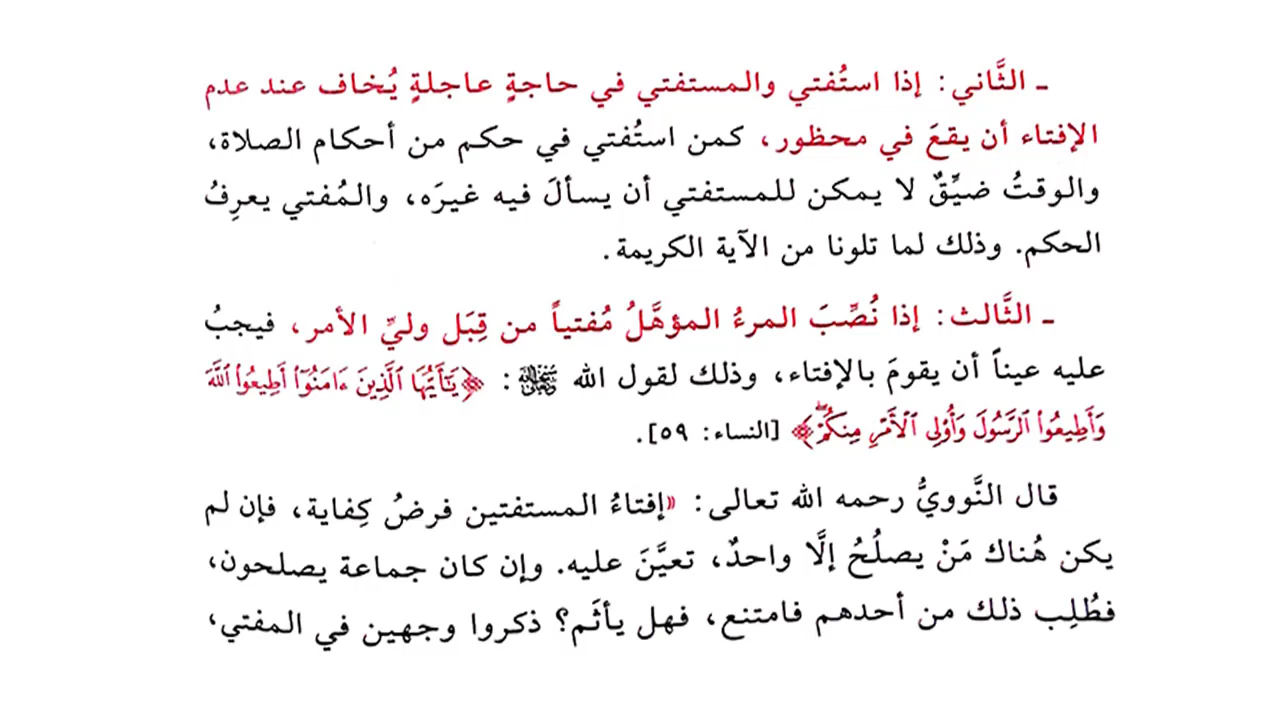 ـ الثَّاني: إذا استُفتي والمستفتي في حاجةٍ عاجلةٍ يُخاف عند عدم
الإفتاء أن يقعَ في محظور، كمن استُفتي في حكم من أحكام الصلاة،
والوقتُ ضيِّقٌ لا يمكن للمستفتي أن يسألَ فيه غيرَه، والمُفتي يعرِفُ
الحكم. وذلك لما تلونا من الآية الكريمة.
ـ الثَّالث: إذا نُصِّبَ المرءُ المؤهَّلُ مُفتياً من قِبَل وليِّ الأمر، فيجبُ
عليه عيناً أن يقومَ بالإفتاء، وذلك لقول الله سبحانه وتعالى: ﴿يَٰٓأَيُّهَا ٱلَّذِينَ ءَامَنُوٓاْ أَطِيعُواْ ٱللَّهَ
وَأَطِيعُواْ ٱلرَّسُولَ وَأُوْلِي ٱلۡأَمۡرِ مِنكُمۡۖ﴾ [النساء: ٥٩].
قال النَّوويُّ رحمه الله تعالى: «إفتاءُ المستفتين فرضُ كِفاية، فإن لم
يكن هُناك مَنْ يصلُحُ إلَّا واحدٌ، تعيَّنَ عليه. وإن كان جماعة يصلحون،
فطُلِب ذلك من أحدهم فامتنع، فهل يأثَم؟ ذكروا وجهين في المفتي،